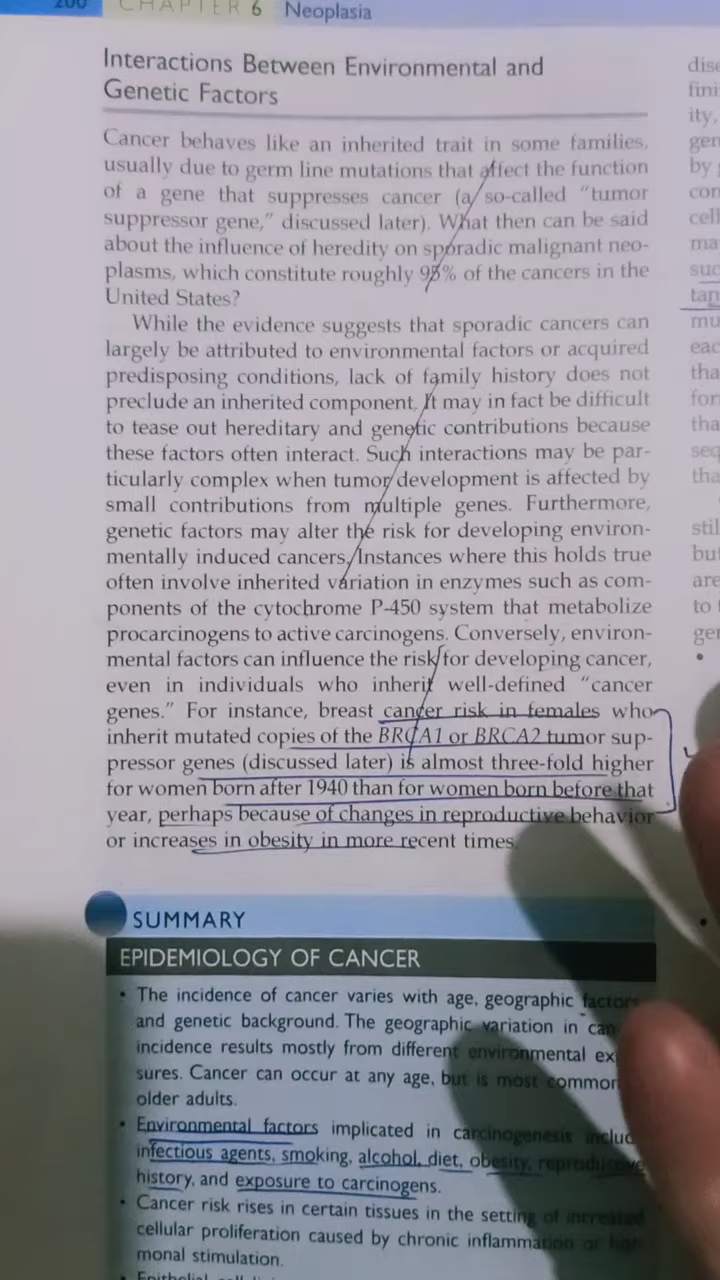 200 CHAPTER 6 Neoplasia
Interactions Between Environmental and
Genetic Factors
Cancer behaves like an inherited trait in some families,
usually due to germ line mutations that affect the function
of a gene that suppresses cancer (a so-called “tumor
suppressor gene,” discussed later). What then can be said
about the influence of heredity on sporadic malignant neo-
plasms, which constitute roughly 95% of the cancers in the
United States?
While the evidence suggests that sporadic cancers can
largely be attributed to environmental factors or acquired
predisposing conditions, lack of family history does not
preclude an inherited component. It may in fact be difficult
to tease out hereditary and genetic contributions because
these factors often interact. Such interactions may be par-
ticularly complex when tumor development is affected by
small contributions from multiple genes. Furthermore,
genetic factors may alter the risk for developing environ-
mentally induced cancers. Instances where this holds true
often involve inherited variation in enzymes such as com-
ponents of the cytochrome P-450 system that metabolize
procarcinogens to active carcinogens. Conversely, environ-
mental factors can influence the risk for developing cancer,
even in individuals who inherit well-defined “cancer
genes.” For instance, breast cancer risk in females who
inherit mutated copies of the BRCA1 or BRCA2 tumor sup-
pressor genes (discussed later) is almost three-fold higher
for women born after 1940 than for women born before that
year, perhaps because of changes in reproductive behavior
or increases in obesity in more recent times.
SUMMARY
EPIDEMIOLOGY OF CANCER
• The incidence of cancer varies with age, geographic factors
and genetic background. The geographic variation in can
incidence results mostly from different environmental ex
sures. Cancer can occur at any age, but is most common
older adults.
• Environmental factors implicated in carcinogenesis includ
infectious agents, smoking, alcohol, diet, obesity, reproductive
history, and exposure to carcinogens.
• Cancer risk rises in certain tissues in the setting of increased
cellular proliferation caused by chronic inflammation or hor-
monal stimulation.